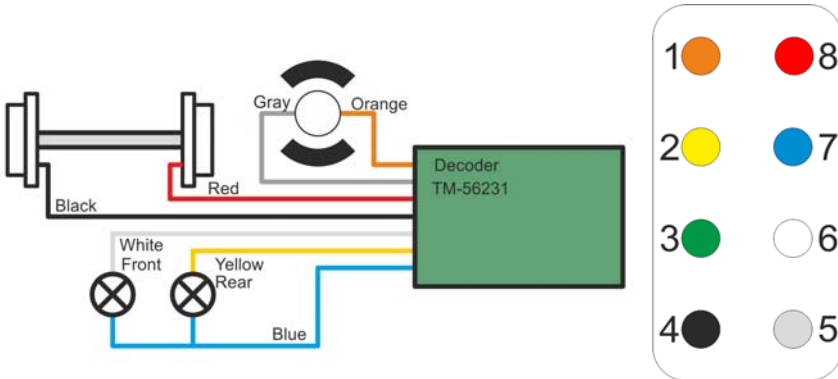 Gray
Orange
Decoder
TM-56231
Red
Black
White
Front
Yellow
Rear
Blue
1 8
2 7
3 6
4 5